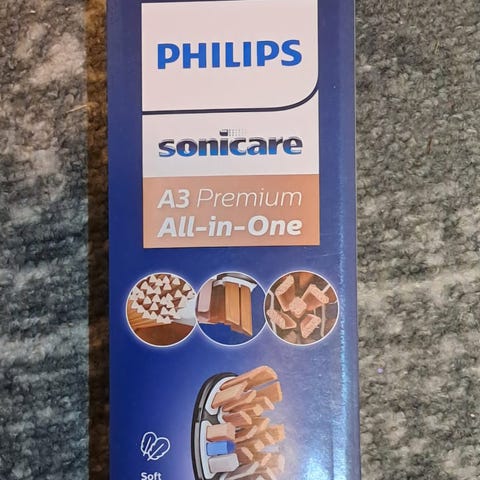 PHILIPS
sonicare
A3 Premium
All-in-One
Soft